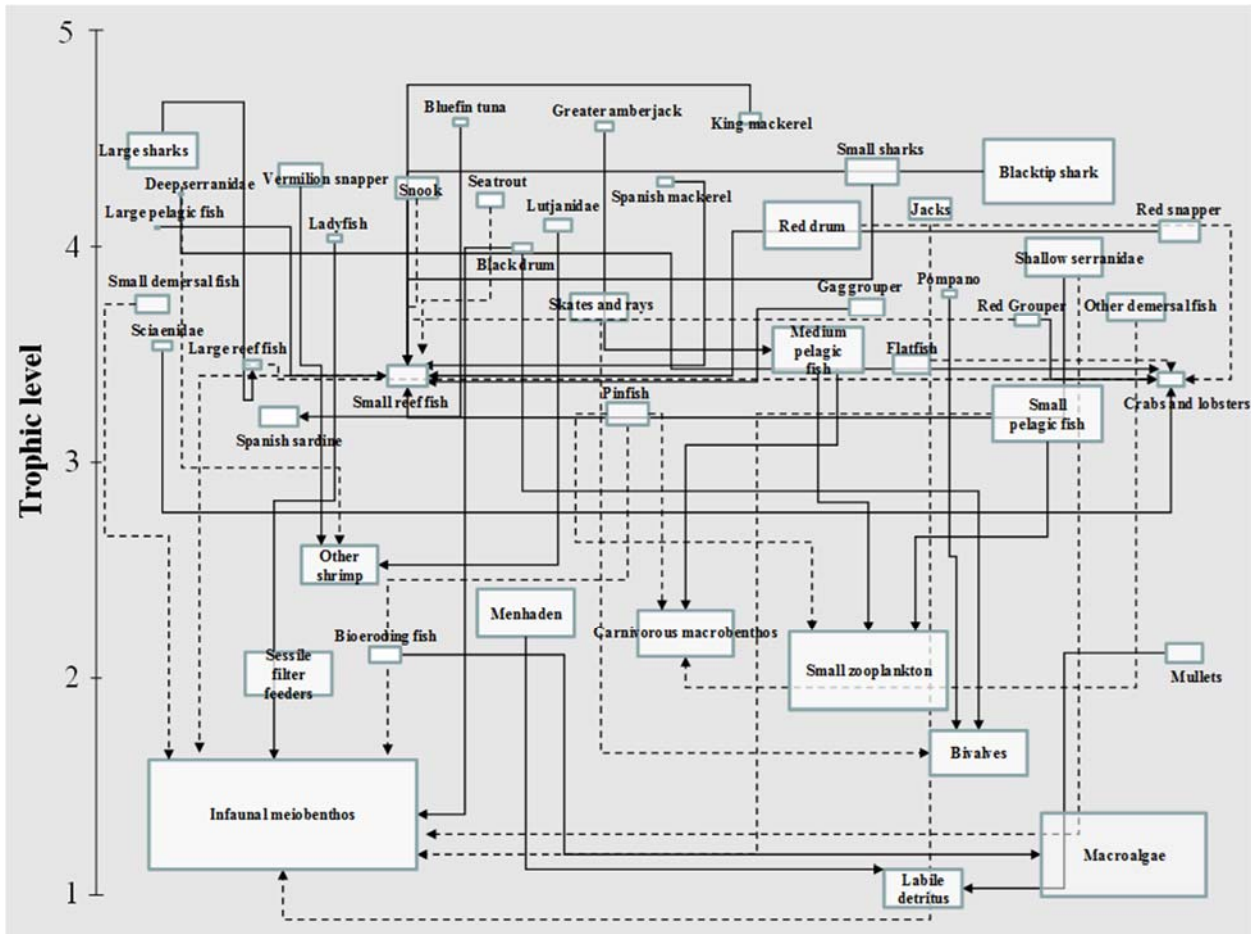 5
Bluefin tuna
Greater amberjack
King mackerel
Large sharks
Small sharks
Blacktip shark
Deep serranidae
Vermilion snapper
Snook
Seatrout
Spanish mackerel
Large pelagic fish
Ladyfish
Lutjanidae
Jacks
Red snapper
Red drum
4
Black drum
Shallow serranidae
Small demersal fish
Skates and rays
Gag grouper
Pompano
Red Grouper
Other demersal fish
Sciaenidae
Large reef fish
Medium
pelagic
fish
Flatfish
Small reef fish
Pinfish
Small
pelagic fish
Crabs and lobsters
Spanish sardine
3
Trophic level
Other
shrimp
Menhaden
Bioeroding fish
Carnivorous macrobenthos
Sessile
filter
feeders
Small zooplankton
Mullets
2
Bivalves
Infaunal meiobenthos
Macroalgae
Labile
detritus
1